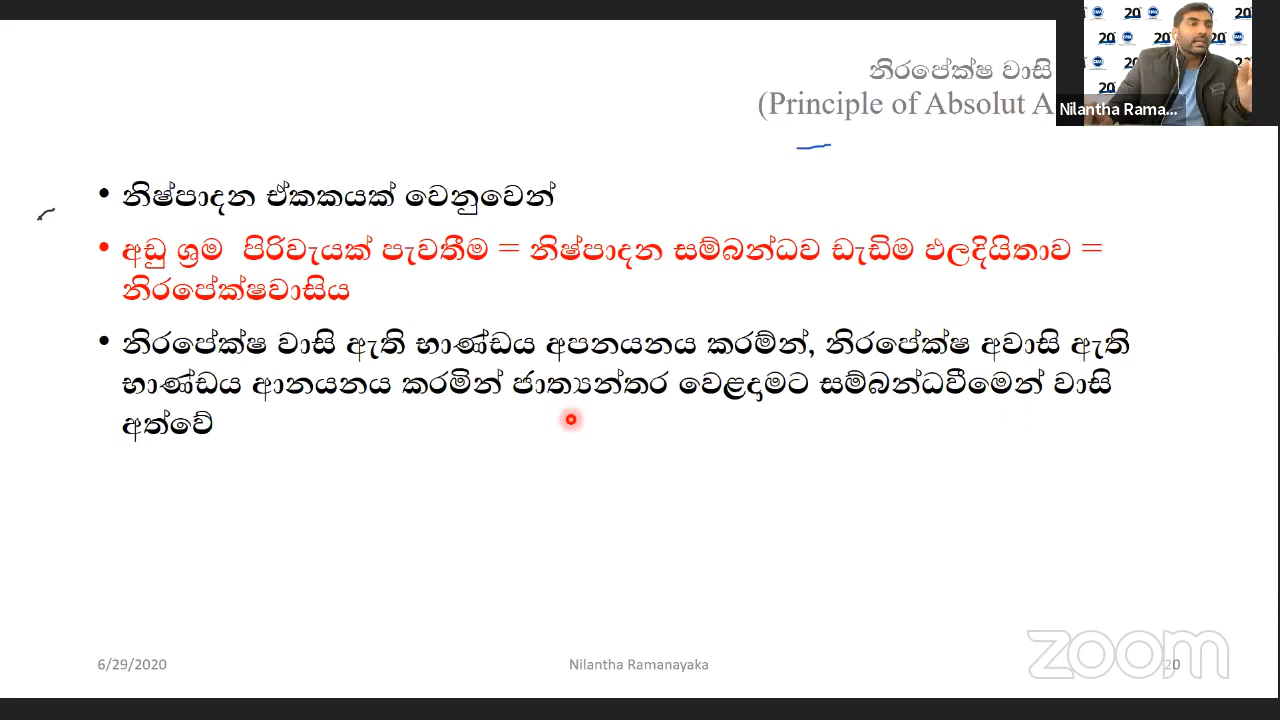 නිරපේක්ෂ වාසි
(Principle of Absolut A
Nilantha Rama...
• නිෂ්පාදන ඒකකයක් වෙනුවෙන්
• අඩු ශ්‍රම පිරිවැයක් පැවතීම = නිෂ්පාදන සම්බන්ධව ඩැඩිම ඵලදියිතාව =
නිරපේක්ෂවාසිය
• නිරපේක්ෂ වාසි ඇති භාණ්ඩය අපනයනය කරම්න්, නිරපේක්ෂ අවාසි ඇති
භාණ්ඩය ආනයනය කරමින් ජාත්‍යන්තර වෙළදාමට සම්බන්ධවීමෙන් වාසි
අත්වේ
6/29/2020
Nilantha Ramanayaka
20
zoom